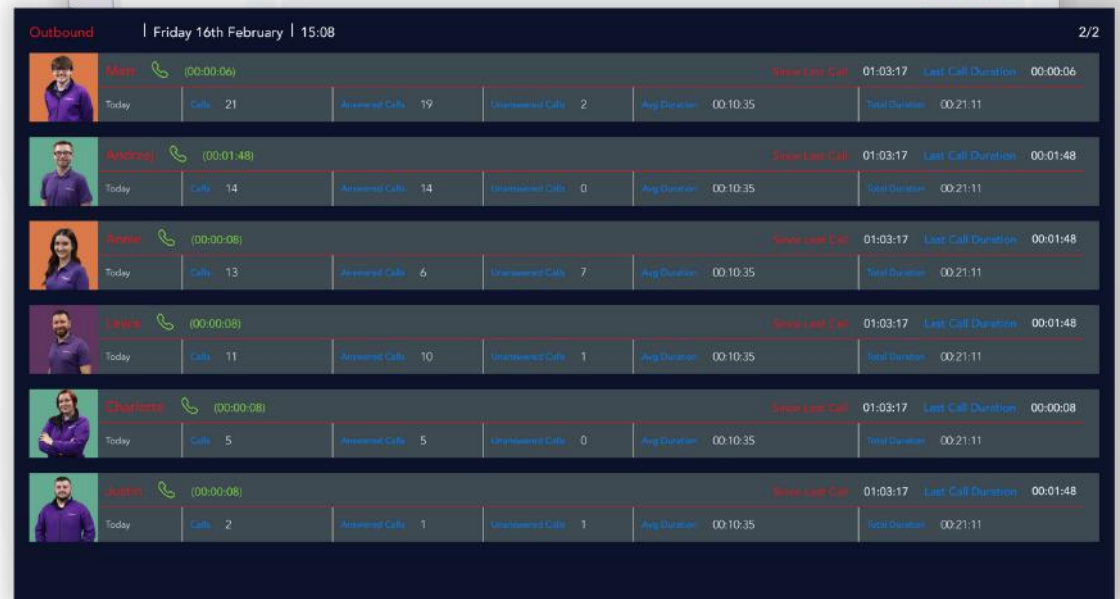 Outbound | Friday 16th February | 15:08 2/2
Matt (00:00:06) Since Last Call 01:03:17 Last Call Duration 00:00:06
Today Calls 21 Answered Calls 19 Unanswered Calls 2 Avg Duration 00:10:35 Total Duration 00:21:11
Andrzej (00:01:48) Since Last Call 01:03:17 Last Call Duration 00:01:48
Today Calls 14 Answered Calls 14 Unanswered Calls 0 Avg Duration 00:10:35 Total Duration 00:21:11
Annie (00:00:08) Since Last Call 01:03:17 Last Call Duration 00:01:48
Today Calls 13 Answered Calls 6 Unanswered Calls 7 Avg Duration 00:10:35 Total Duration 00:21:11
Lewis (00:00:08) Since Last Call 01:03:17 Last Call Duration 00:01:48
Today Calls 11 Answered Calls 10 Unanswered Calls 1 Avg Duration 00:10:35 Total Duration 00:21:11
Charlotte (00:00:08) Since Last Call 01:03:17 Last Call Duration 00:00:08
Today Calls 5 Answered Calls 5 Unanswered Calls 0 Avg Duration 00:10:35 Total Duration 00:21:11
Justin (00:00:08) Since Last Call 01:03:17 Last Call Duration 00:01:48
Today Calls 2 Answered Calls 1 Unanswered Calls 1 Avg Duration 00:10:35 Total Duration 00:21:11